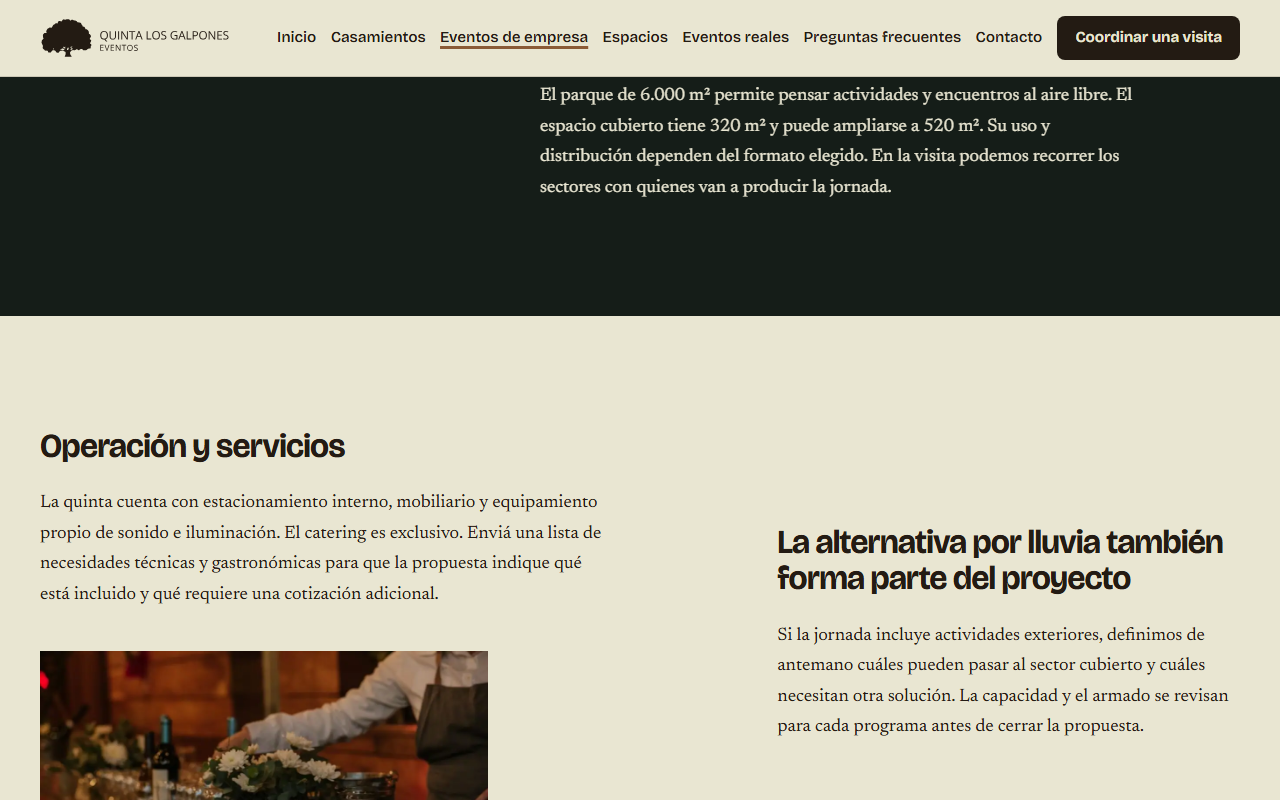 QUINTA LOS GALPONES
EVENTOS
Inicio
Casamientos
Eventos de empresa
Espacios
Eventos reales
Preguntas frecuentes
Contacto
Coordinar una visita
El parque de 6.000 m² permite pensar actividades y encuentros al aire libre. El
espacio cubierto tiene 320 m² y puede ampliarse a 520 m². Su uso y
distribución dependen del formato elegido. En la visita podemos recorrer los
sectores con quienes van a producir la jornada.
Operación y servicios
La quinta cuenta con estacionamiento interno, mobiliario y equipamiento
propio de sonido e iluminación. El catering es exclusivo. Enviá una lista de
necesidades técnicas y gastronómicas para que la propuesta indique qué
está incluido y qué requiere una cotización adicional.
La alternativa por lluvia también
forma parte del proyecto
Si la jornada incluye actividades exteriores, definimos de
antemano cuáles pueden pasar al sector cubierto y cuáles
necesitan otra solución. La capacidad y el armado se revisan
para cada programa antes de cerrar la propuesta.